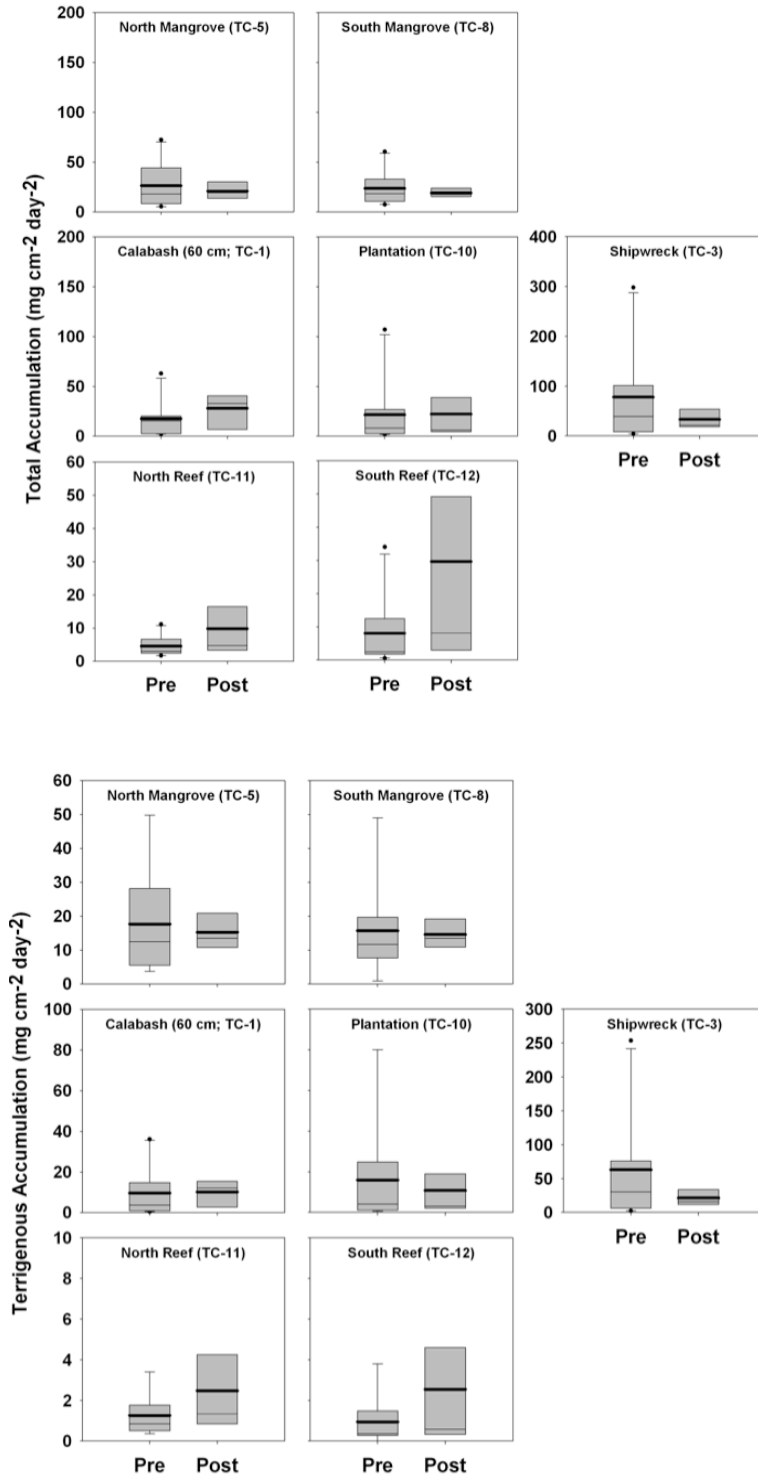 Total Accumulation (mg cm-2 day-2)
North Mangrove (TC-5)
South Mangrove (TC-8)
200
150
100
50
0
Calabash (60 cm; TC-1)
Plantation (TC-10)
Shipwreck (TC-3)
200
150
100
50
0
400
300
200
100
0
Pre Post
North Reef (TC-11)
South Reef (TC-12)
60
50
40
30
20
10
0
Pre Post
Pre Post
Terrigenous Accumulation (mg cm-2 day-2)
North Mangrove (TC-5)
South Mangrove (TC-8)
60
50
40
30
20
10
0
Calabash (60 cm; TC-1)
Plantation (TC-10)
Shipwreck (TC-3)
100
80
60
40
20
0
300
250
200
150
100
50
0
Pre Post
North Reef (TC-11)
South Reef (TC-12)
10
8
6
4
2
0
Pre Post
Pre Post